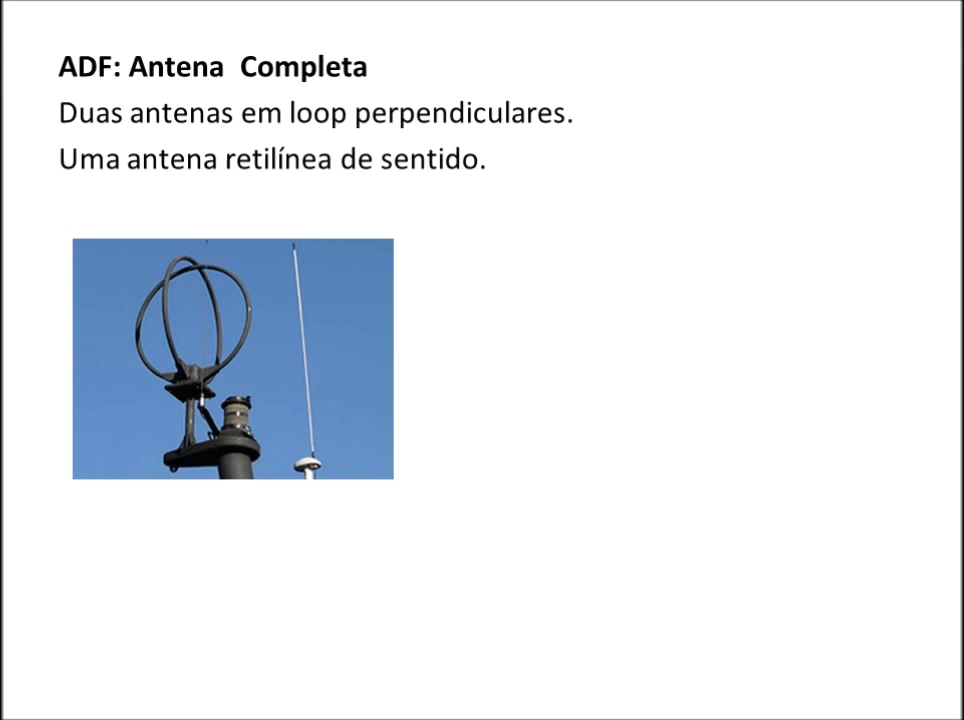 ADF: Antena Completa
Duas antenas em loop perpendiculares.
Uma antena retilínea de sentido.